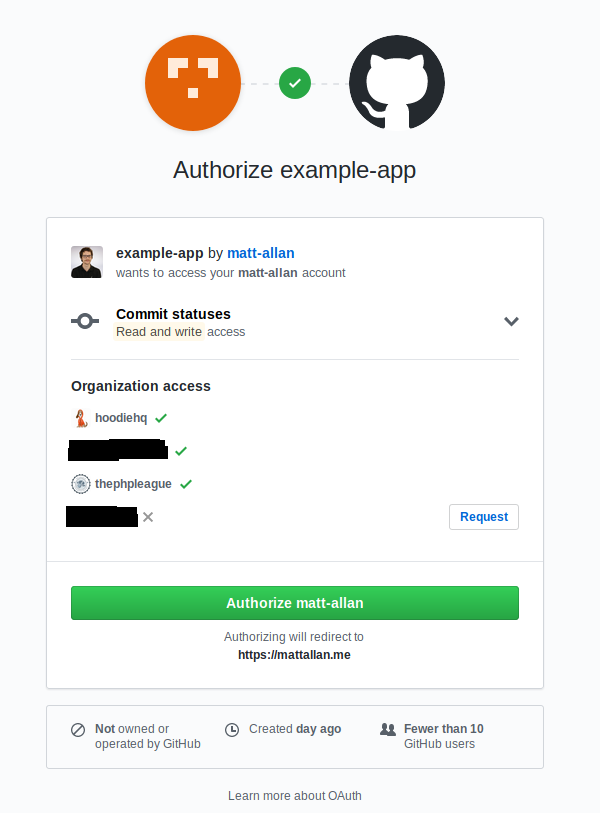 Authorize example-app
example-app by matt-allan
wants to access your matt-allan account
Commit statuses
Read and write access
Organization access
hoodiehq
thephpleague
Request
Authorize matt-allan
Authorizing will redirect to
https://mattallan.me
Not owned or
operated by GitHub
Created day ago
Fewer than 10
GitHub users
Learn more about OAuth